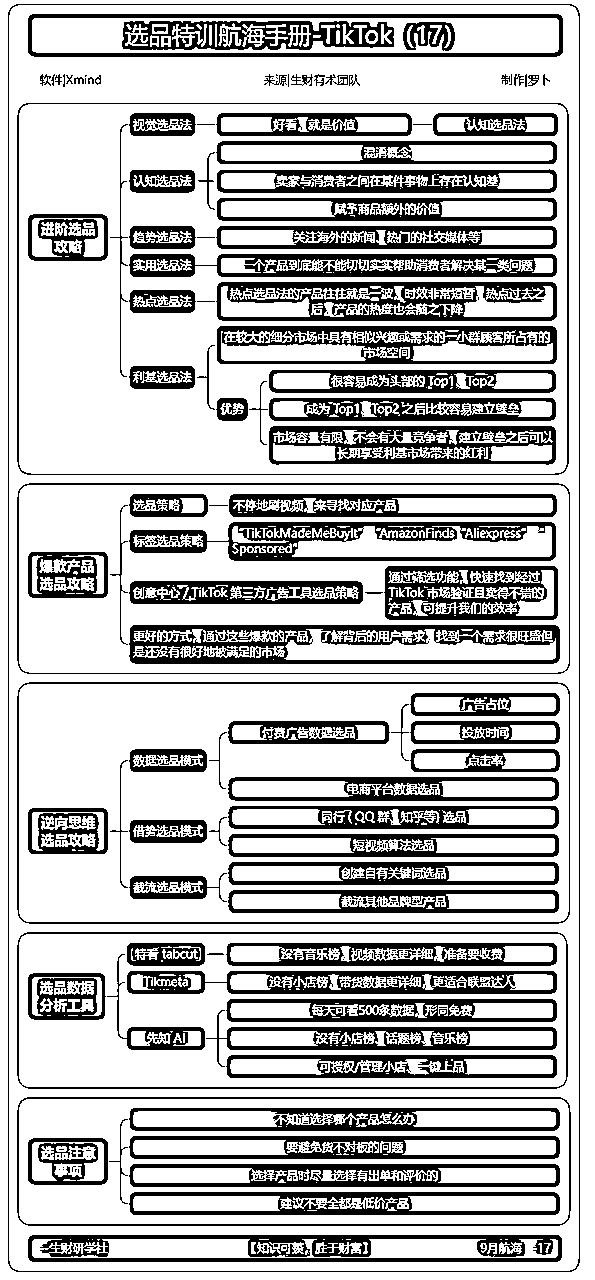 选品特训航海手册-TikTok（17）
软件|Xmind
来源|生财有术团队
制作|罗卜
进阶选品
攻略
视觉选品法
好看，就是价值
认知选品法
认知选品法
混淆概念
卖家与消费者之间在某件事物上存在认知差
赋予商品额外的价值
趋势选品法
关注海外的新闻、热门的社交媒体等
实用选品法
一个产品到底能不能切切实实帮助消费者解决某一类问题
热点选品法
热点选品法的产品往往就是一波，时效非常短暂，热点过去之
后，产品的热度也会随之下降
利基选品法
在较大的细分市场中具有相似兴趣或需求的一小群顾客所占有的
市场空间
优势
很容易成为头部的 Top1、Top2
成为 Top1、Top2 之后比较容易建立壁垒
市场容量有限，不会有大量竞争者，建立壁垒之后可以
长期享受利基市场带来的红利
爆款产品
选品攻略
选品策略
不停地刷视频，来寻找对应产品
标签选品策略
"TikTokMadeMeBuyIt" "AmazonFinds "Aliexpress" "
Sponsored"
创意中心 / TikTok 第三方广告工具选品策略
通过筛选功能，快速找到经过
TikTok 市场验证且卖得不错的
产品，可提升我们的效率
更好的方式，通过这些爆款的产品，了解背后的用户需求，找到一个需求很旺盛但
是还没有很好地被满足的市场
逆向思维
选品攻略
数据选品模式
付费广告数据选品
广告占位
投放时间
点击率
电商平台数据选品
借势选品模式
同行（QQ 群、知乎等) 选品
短视频算法选品
截流选品模式
创建自有关键词选品
截流其他品牌型产品
选品数据
分析工具
(特看 tabcut)
没有音乐榜，视频数据更详细，准备要收费
Tikmeta
没有小店榜，带货数据更详细，更适合联盟达人
先知 AI
每天可看500条数据，形同免费
没有小店榜、话题榜、音乐榜
可授权/管理小店，一键上品
选品注意
事项
不知道选择哪个产品怎么办
要避免货不对板的问题
选择产品时尽量选择有出单和评价的
建议不要全都是低价产品
生财研学社
【知识可羡，胜于财富】
9月航海 -17